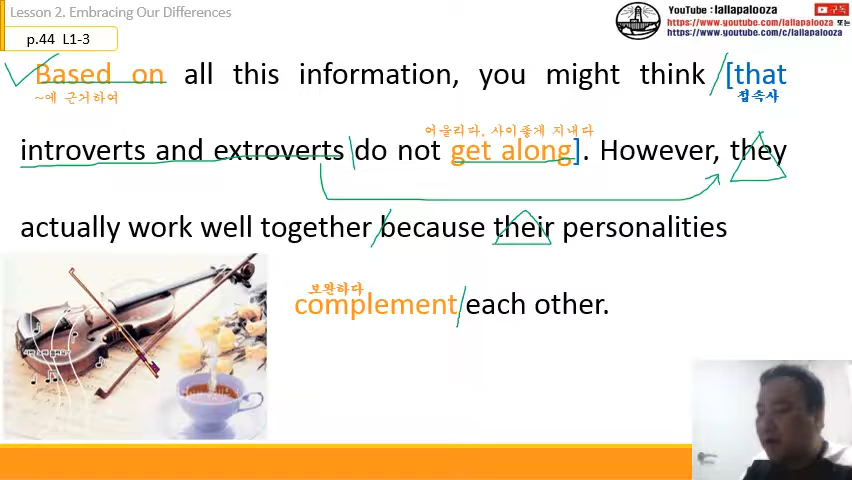 Lesson 2. Embracing Our Differences
p.44 L1-3
YouTube : @lallapalooza 구독
https://www.youtube.com/lallapalooza 또는
https://www.youtube.com/c/lallapalooza
Based on all this information, you might think [that
~에 근거하여 접속사
어울리다, 사이좋게 지내다
introverts and extroverts do not get along]. However, they
actually work well together because their personalities
보완하다
complement each other.